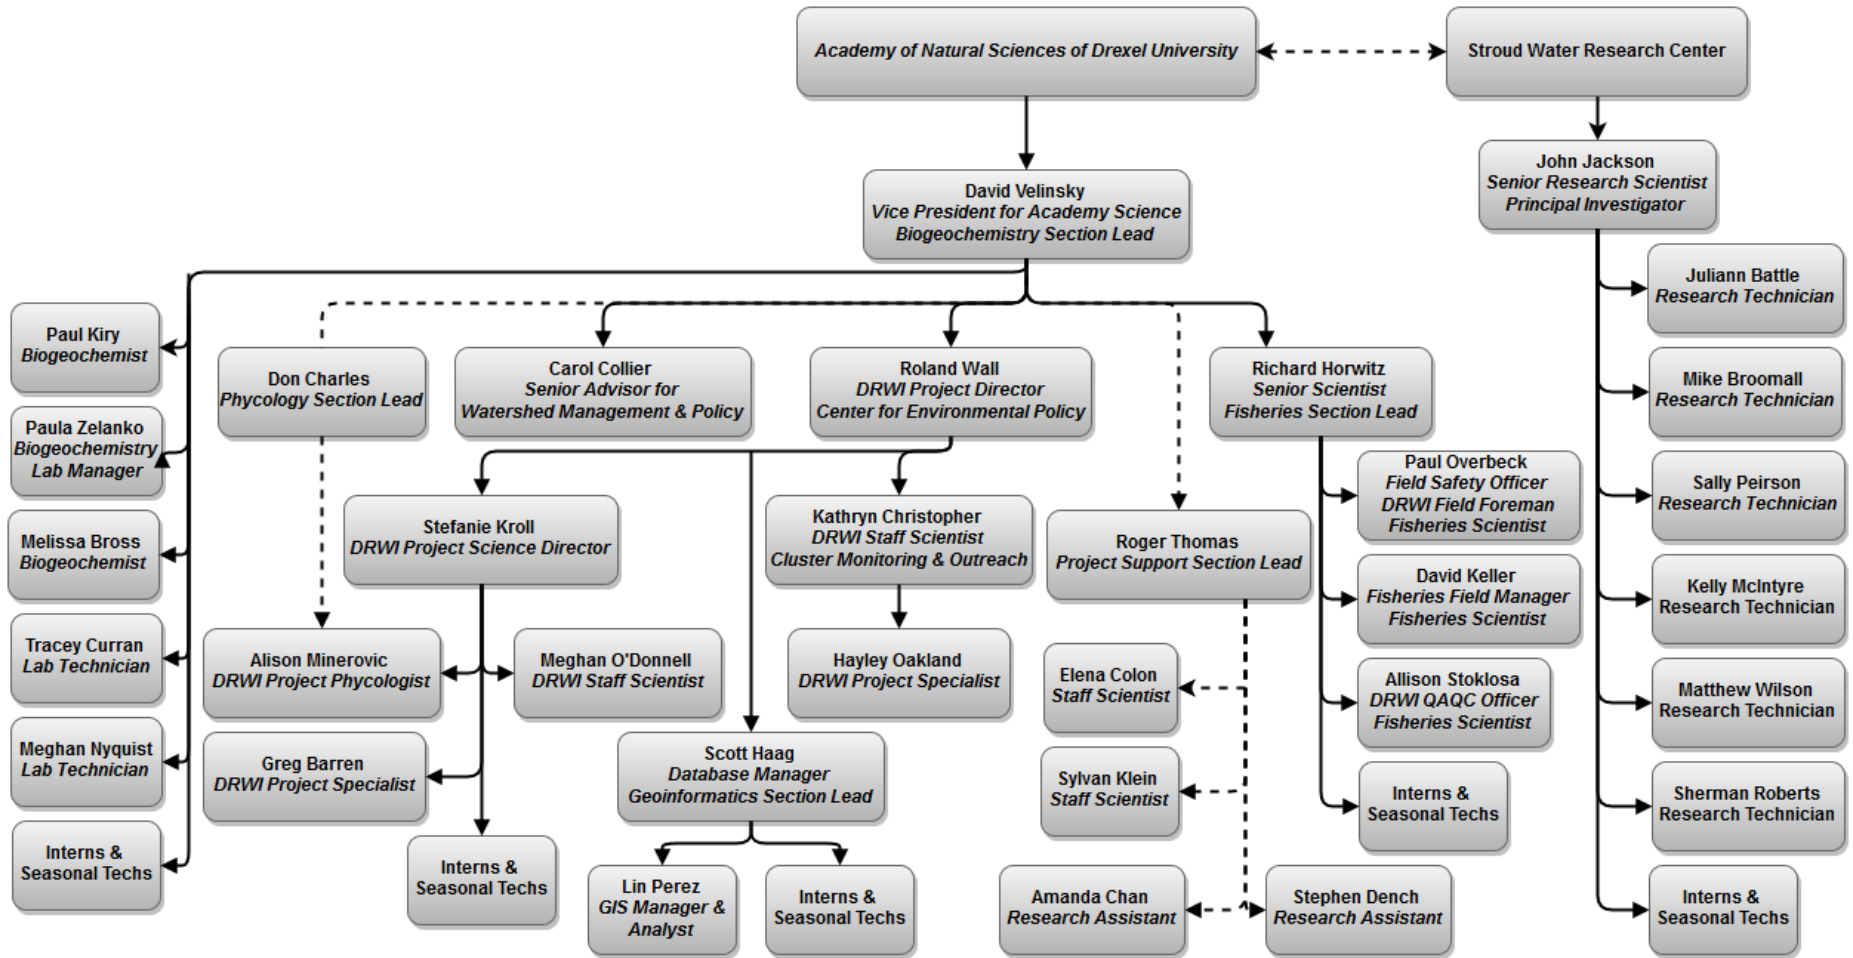 Academy of Natural Sciences of Drexel University
Stroud Water Research Center
David Velinsky
Vice President for Academy Science
Biogeochemistry Section Lead
John Jackson
Senior Research Scientist
Principal Investigator
Paul Kiry
Biogeochemist
Paula Zelanko
Biogeochemistry
Lab Manager
Melissa Bross
Biogeochemist
Tracey Curran
Lab Technician
Meghan Nyquist
Lab Technician
Interns &
Seasonal Techs
Don Charles
Phycology Section Lead
Carol Collier
Senior Advisor for
Watershed Management & Policy
Roland Wall
DRWI Project Director
Center for Environmental Policy
Richard Horwitz
Senior Scientist
Fisheries Section Lead
Stefanie Kroll
DRWI Project Science Director
Kathryn Christopher
DRWI Staff Scientist
Cluster Monitoring & Outreach
Roger Thomas
Project Support Section Lead
Alison Minerovic
DRWI Project Phycologist
Meghan O'Donnell
DRWI Staff Scientist
Hayley Oakland
DRWI Project Specialist
Greg Barren
DRWI Project Specialist
Interns &
Seasonal Techs
Scott Haag
Database Manager
Geoinformatics Section Lead
Lin Perez
GIS Manager &
Analyst
Interns &
Seasonal Techs
Elena Colon
Staff Scientist
Sylvan Klein
Staff Scientist
Amanda Chan
Research Assistant
Stephen Dench
Research Assistant
Paul Overbeck
Field Safety Officer
DRWI Field Foreman
Fisheries Scientist
David Keller
Fisheries Field Manager
Fisheries Scientist
Allison Stoklosa
DRWI QAQC Officer
Fisheries Scientist
Interns &
Seasonal Techs
Juliann Battle
Research Technician
Mike Broomall
Research Technician
Sally Peirson
Research Technician
Kelly McIntyre
Research Technician
Matthew Wilson
Research Technician
Sherman Roberts
Research Technician
Interns &
Seasonal Techs